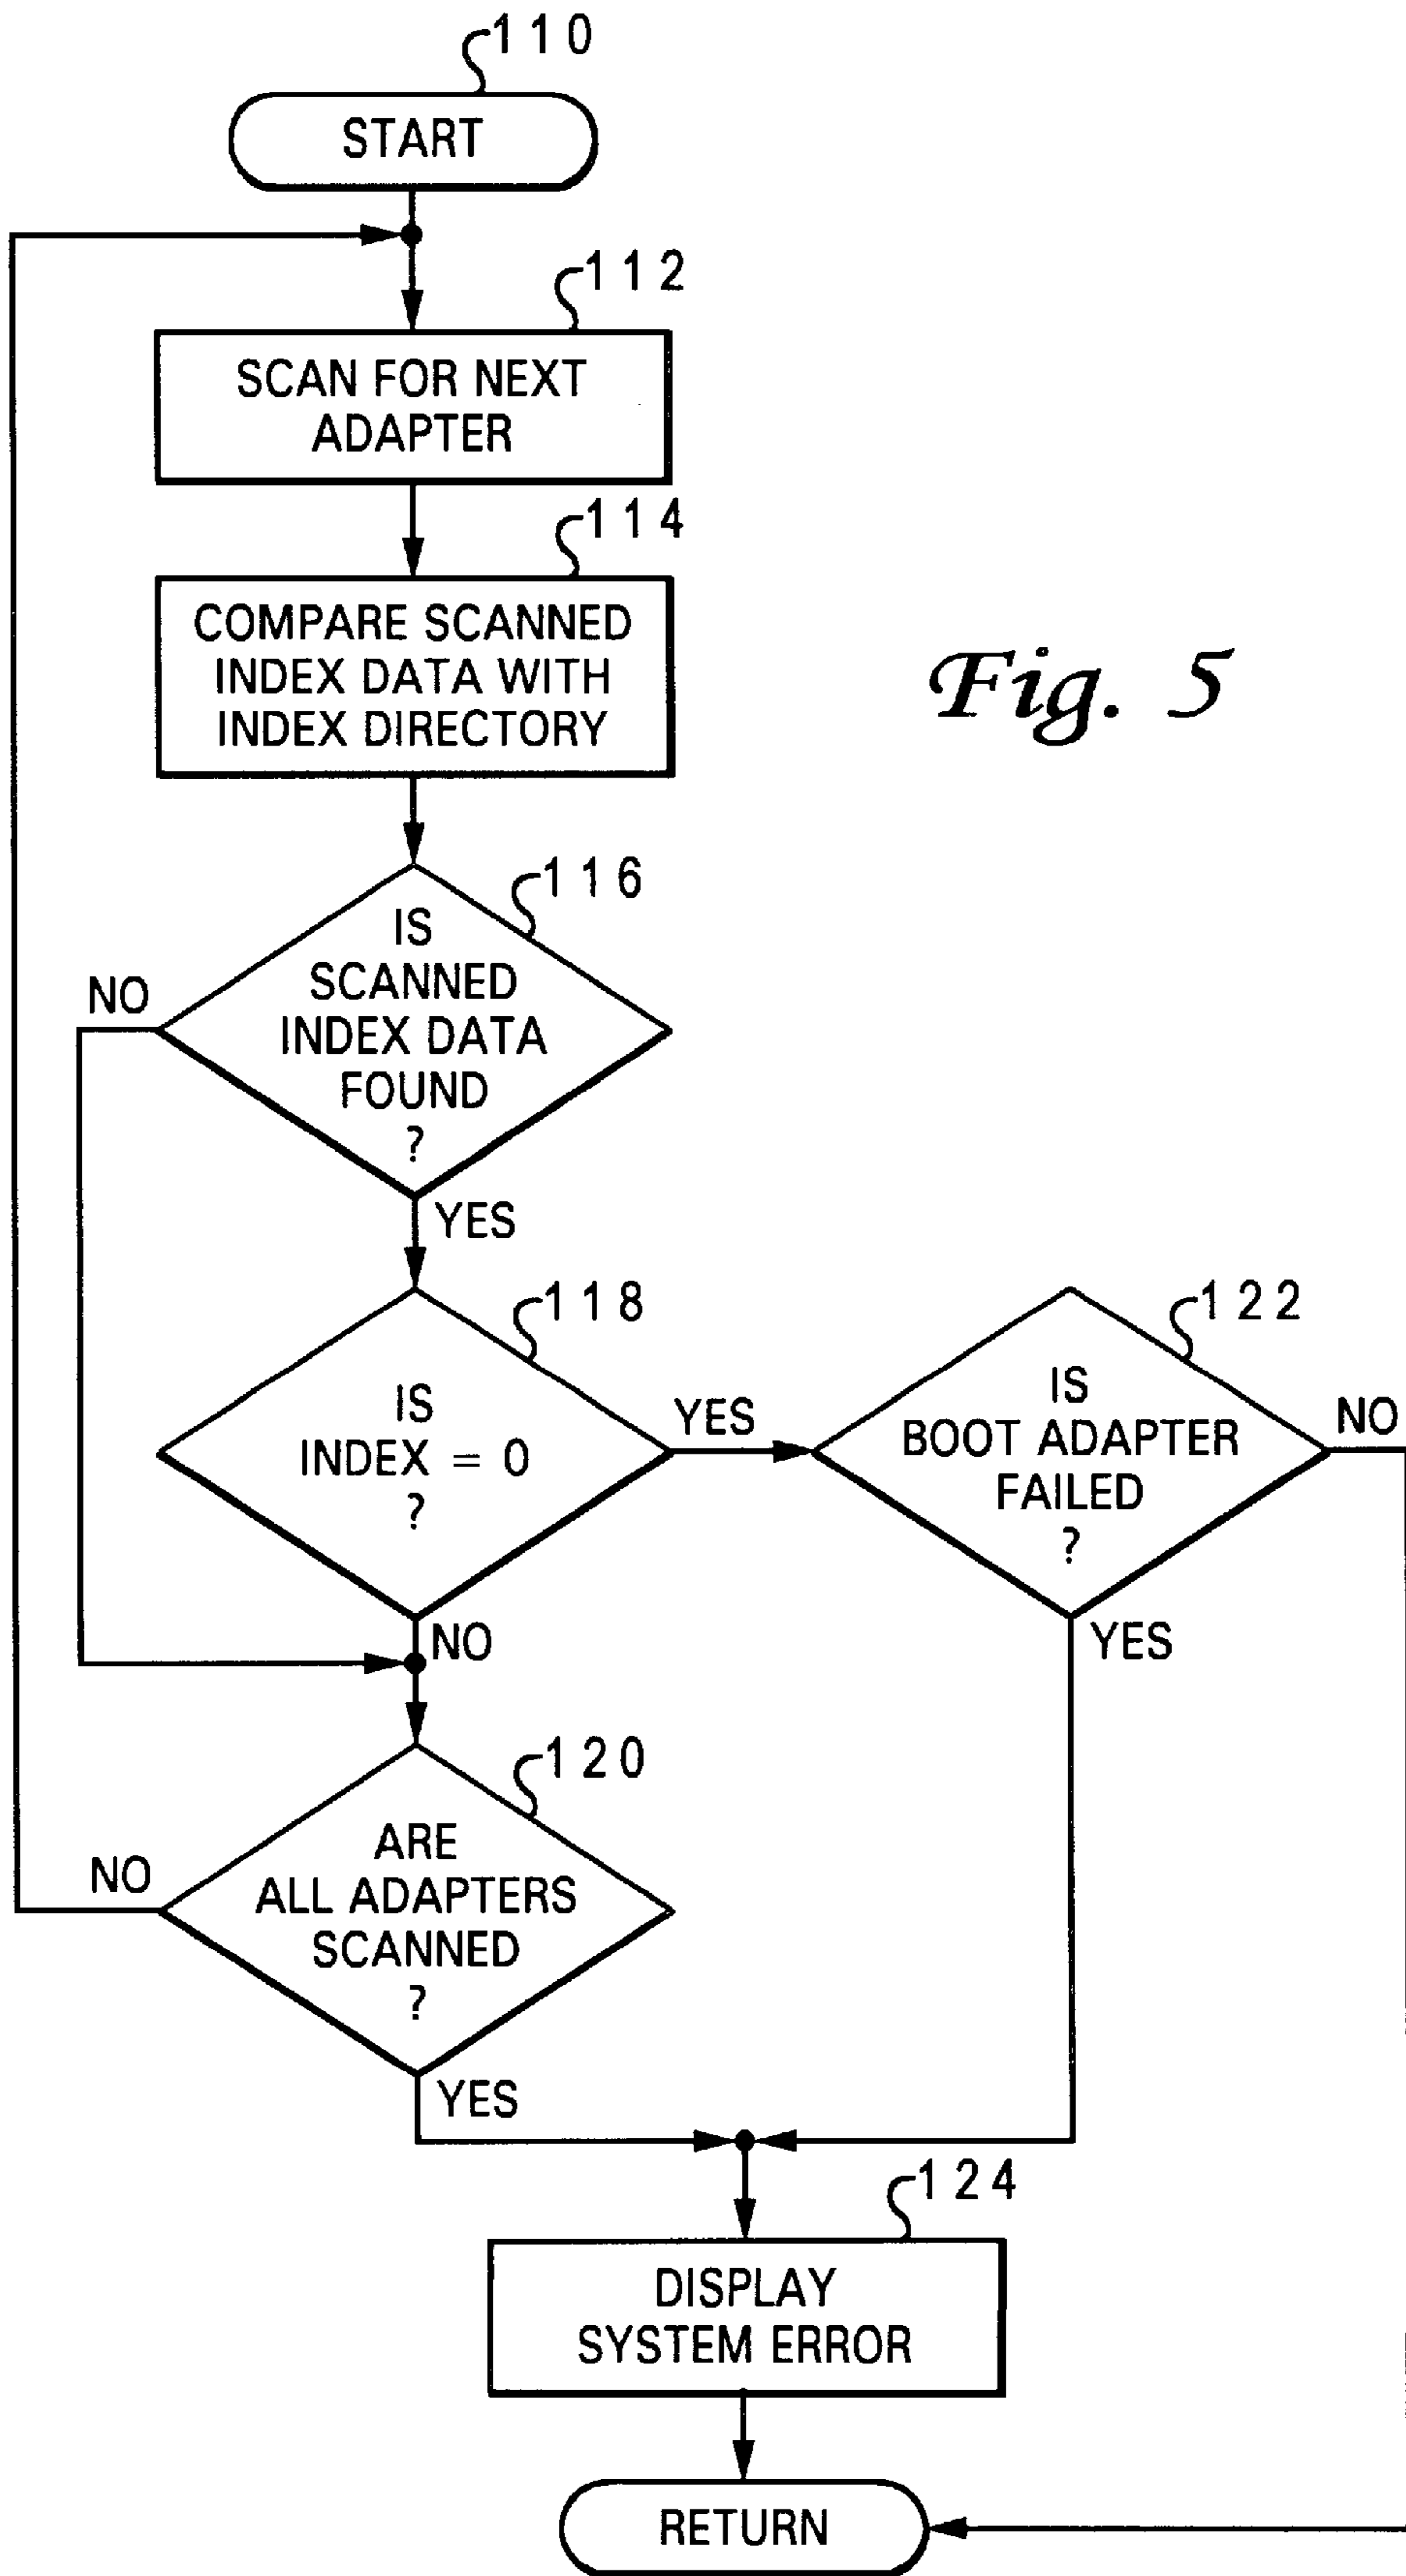 110
START
112
SCAN FOR NEXT
ADAPTER
114
COMPARE SCANNED
INDEX DATA WITH
INDEX DIRECTORY
Fig. 5
116
IS
SCANNED
INDEX DATA
FOUND
?
NO
YES
118
IS
INDEX = 0
?
YES
NO
122
IS
BOOT ADAPTER
FAILED
?
NO
YES
120
ARE
ALL ADAPTERS
SCANNED
?
NO
YES
124
DISPLAY
SYSTEM ERROR
RETURN